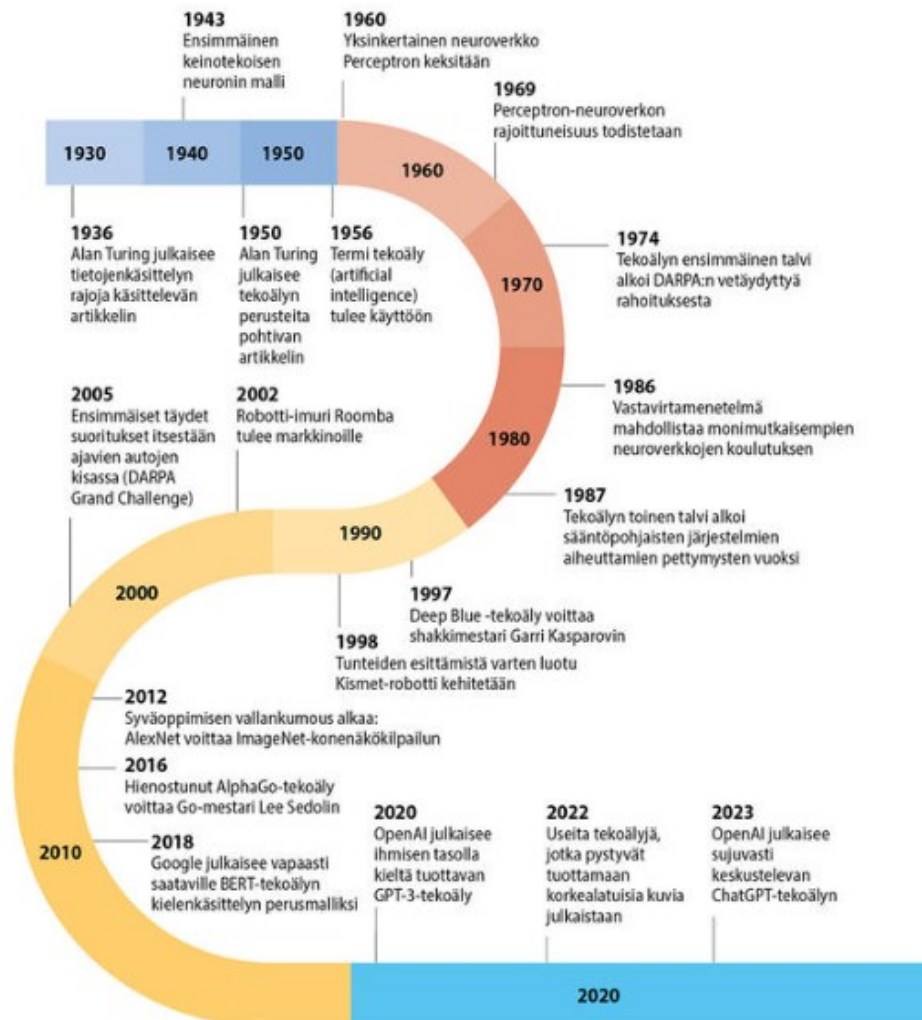 1943
Ensimmäinen
keinotekoisen
neuronin malli
1960
Yksinkertainen neuroverkko
Perceptron keksitään
1969
Perceptron-neuroverkon
rajoittuneisuus todistetaan
1930
1940
1950
1960
1936
Alan Turing julkaisee
tietojenkäsittelyn
rajoja käsittelevän
artikkelin
1950
Alan Turing
julkaisee
tekoälyn
perusteita
pohtivan
artikkelin
1956
Termi tekoäly
(artificial
intelligence)
tulee käyttöön
1970
1974
Tekoälyn ensimmäinen talvi
alkoi DARPA:n vetäydyttyä
rahoituksesta
1980
1986
Vastavirtamenetelmä
mahdollistaa monimutkaisempien
neuroverkkojen koulutuksen
1987
Tekoälyn toinen talvi alkoi
sääntöpohjaisten järjestelmien
aiheuttamien pettymysten vuoksi
2005
Ensimmäiset täydet
suoritukset itsestään
ajavien autojen
kisassa (DARPA
Grand Challenge)
2002
Robotti-imuri Roomba
tulee markkinoille
1990
1997
Deep Blue -tekoäly voittaa
shakkimestari Garri Kasparovin
1998
Tunteiden esittämistä varten luotu
Kismet-robotti kehitetään
2000
2012
Syväoppimisen vallankumous alkaa:
AlexNet voittaa ImageNet-konenäkökilpailun
2016
Hienostunut AlphaGo-tekoäly
voittaa Go-mestari Lee Sedolin
2010
2018
Google julkaisee vapaasti
saataville BERT-tekoälyn
kielenkäsittelyn perusmalliksi
2020
OpenAI julkaisee
ihmisen tasolla
kieltä tuottavan
GPT-3-tekoäly
2022
Useita tekoälyjä,
jotka pystyvät
tuottamaan
korkealatuisia kuvia
julkaistaan
2023
OpenAI julkaisee
sujuvasti
keskustelevan
ChatGPT-tekoälyn
2020